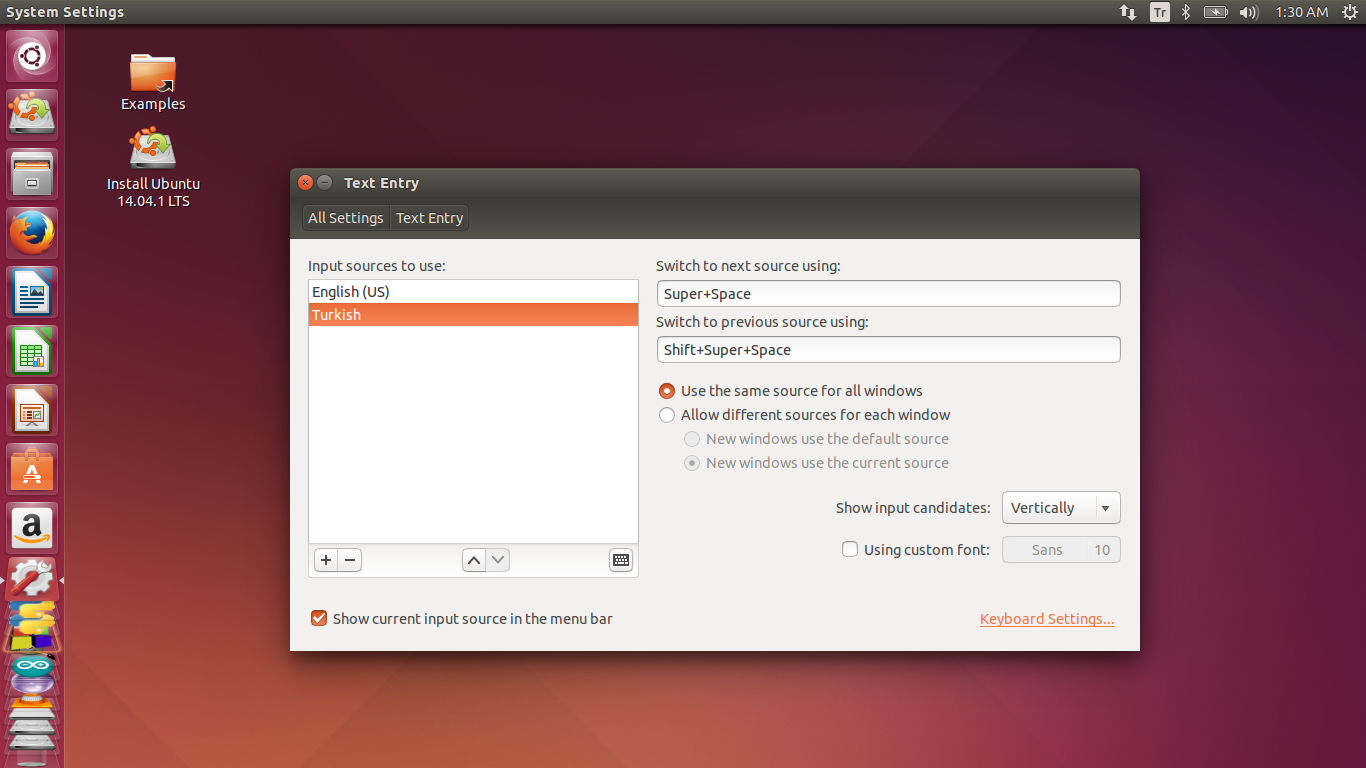 System Settings
Tr
1:30 AM
Examples
Install Ubuntu
14.04.1 LTS
Text Entry
All Settings
Text Entry
Input sources to use:
English (US)
Turkish
Switch to next source using:
Super+Space
Switch to previous source using:
Shift+Super+Space
Use the same source for all windows
Allow different sources for each window
New windows use the default source
New windows use the current source
Show input candidates:
Vertically
Using custom font:
Sans
10
Show current input source in the menu bar
Keyboard Settings...